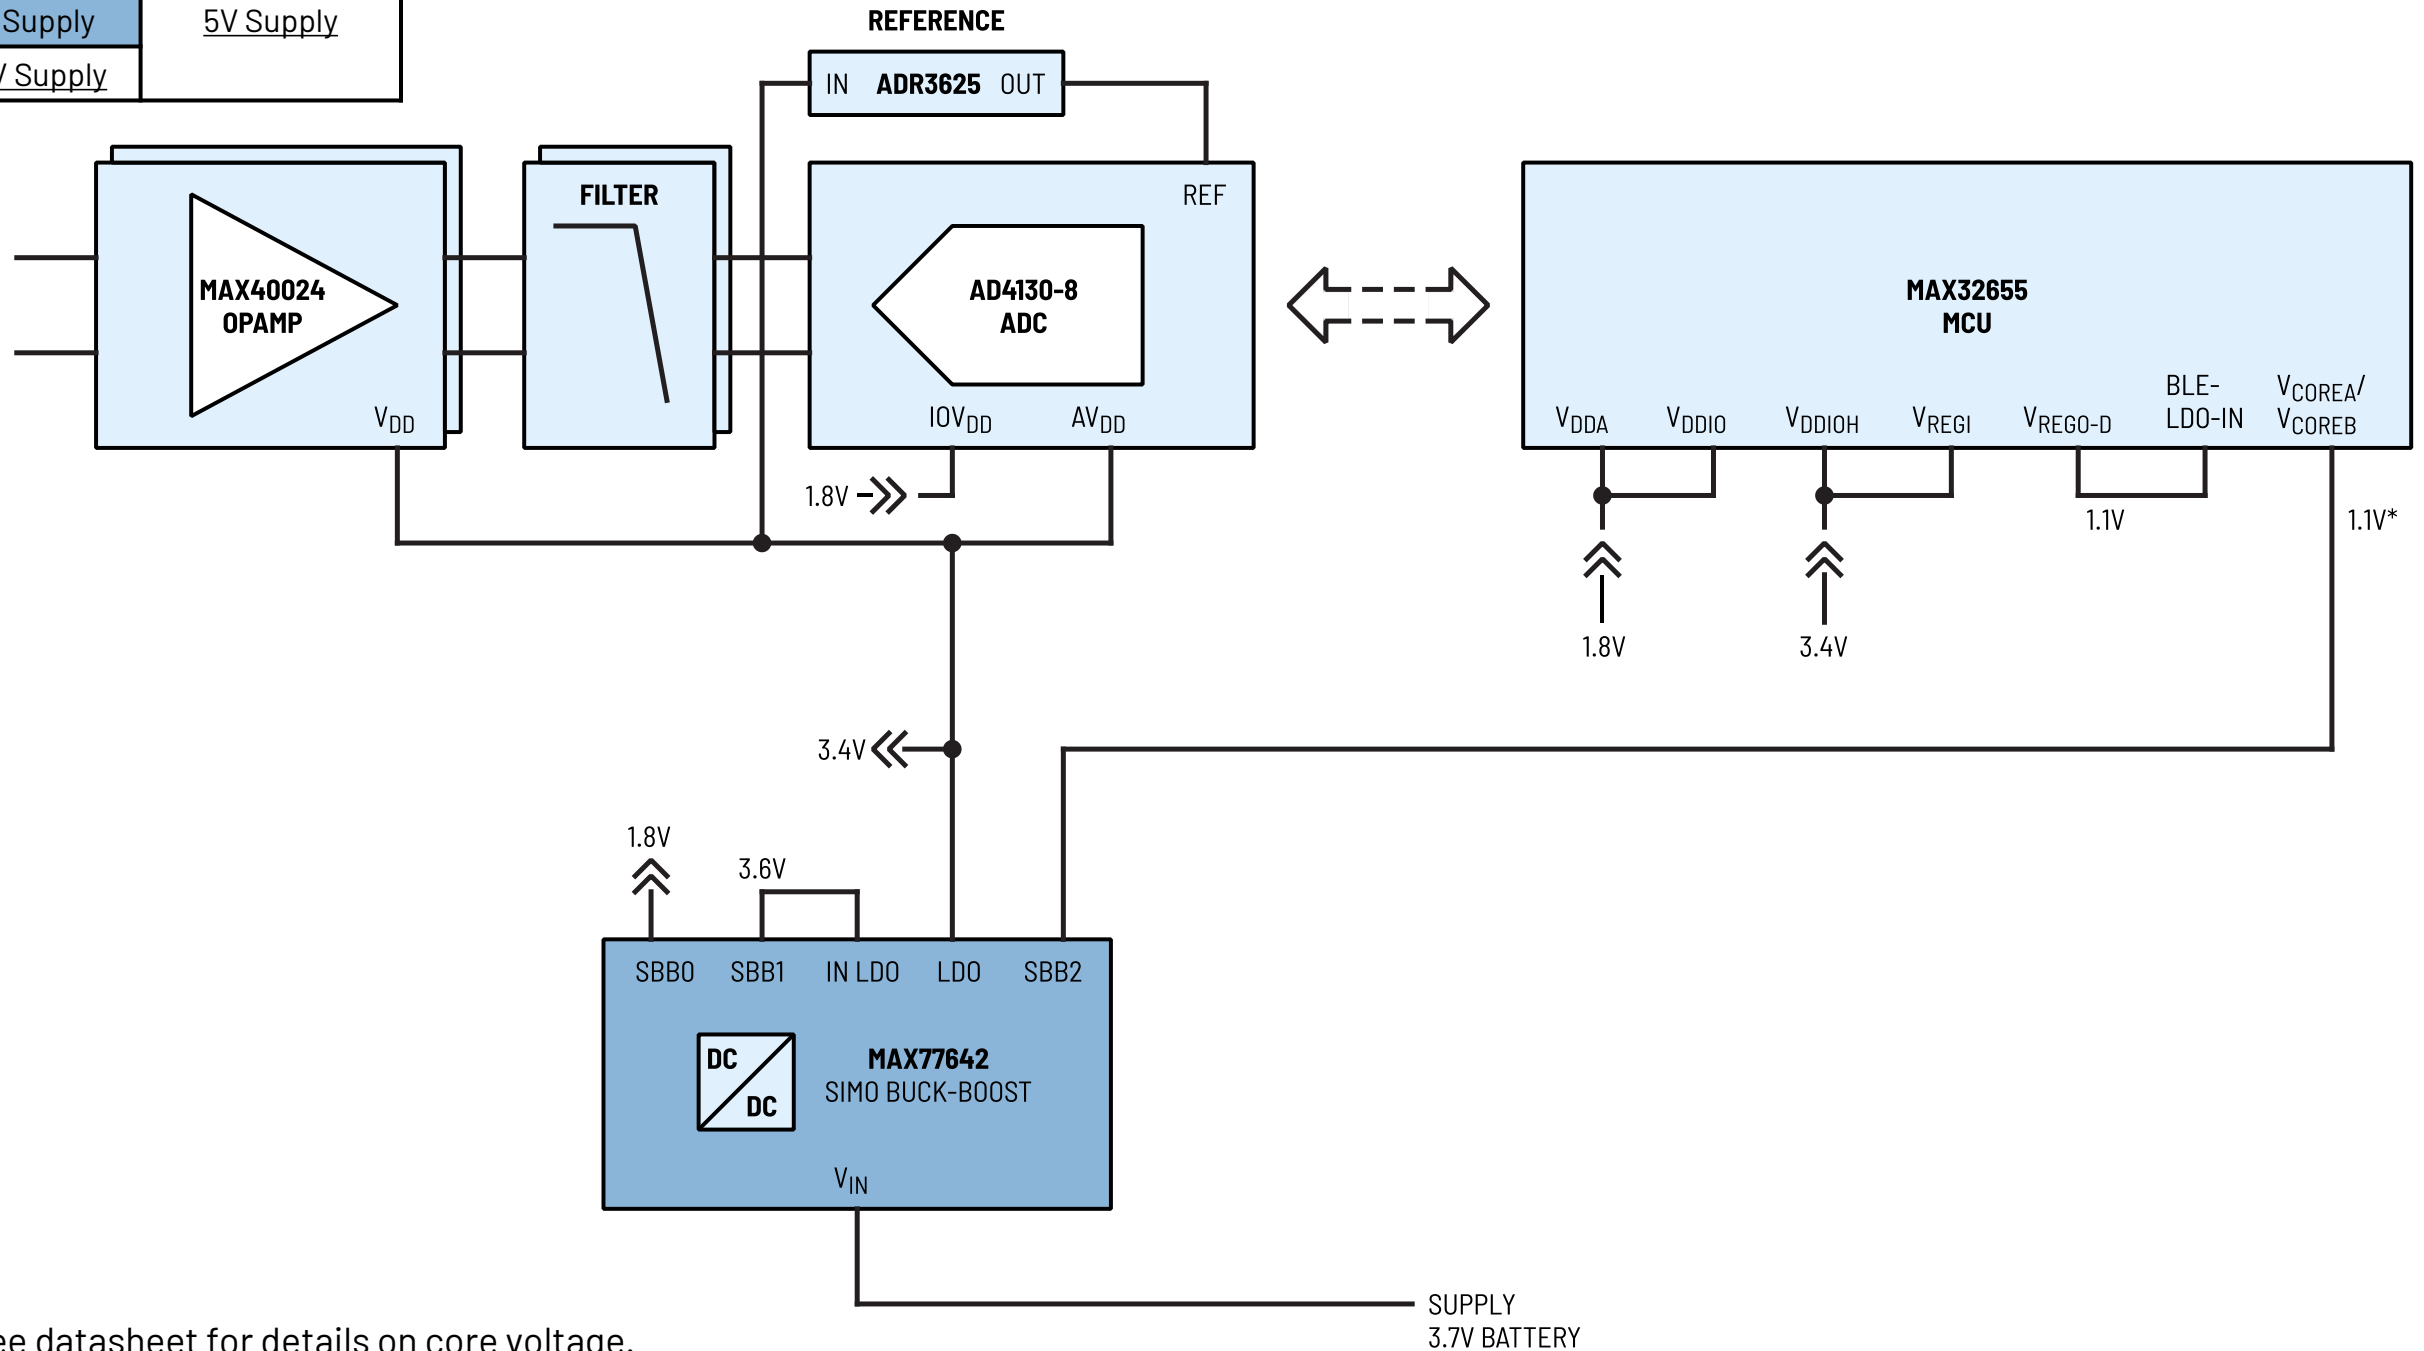 Supply
5V Supply
Supply
REFERENCE
IN ADR3625 OUT
FILTER
REF
MAX40024
OPAMP
AD4130-8
ADC
MAX32655
MCU
VDD
IOVDD
AVDD
VDDA
VDDIO
VDDIOH
VREGI
VREGO-D
BLE-
LDO-IN
VCOREA/
VCOREB
1.8V
1.1V
1.1V*
1.8V
3.4V
3.4V
1.8V
3.6V
SBB0 SBB1 IN LDO LDO SBB2
DC
DC
MAX77642
SIMO BUCK-BOOST
VIN
SUPPLY
3.7V BATTERY
datasheet for details on core voltage.